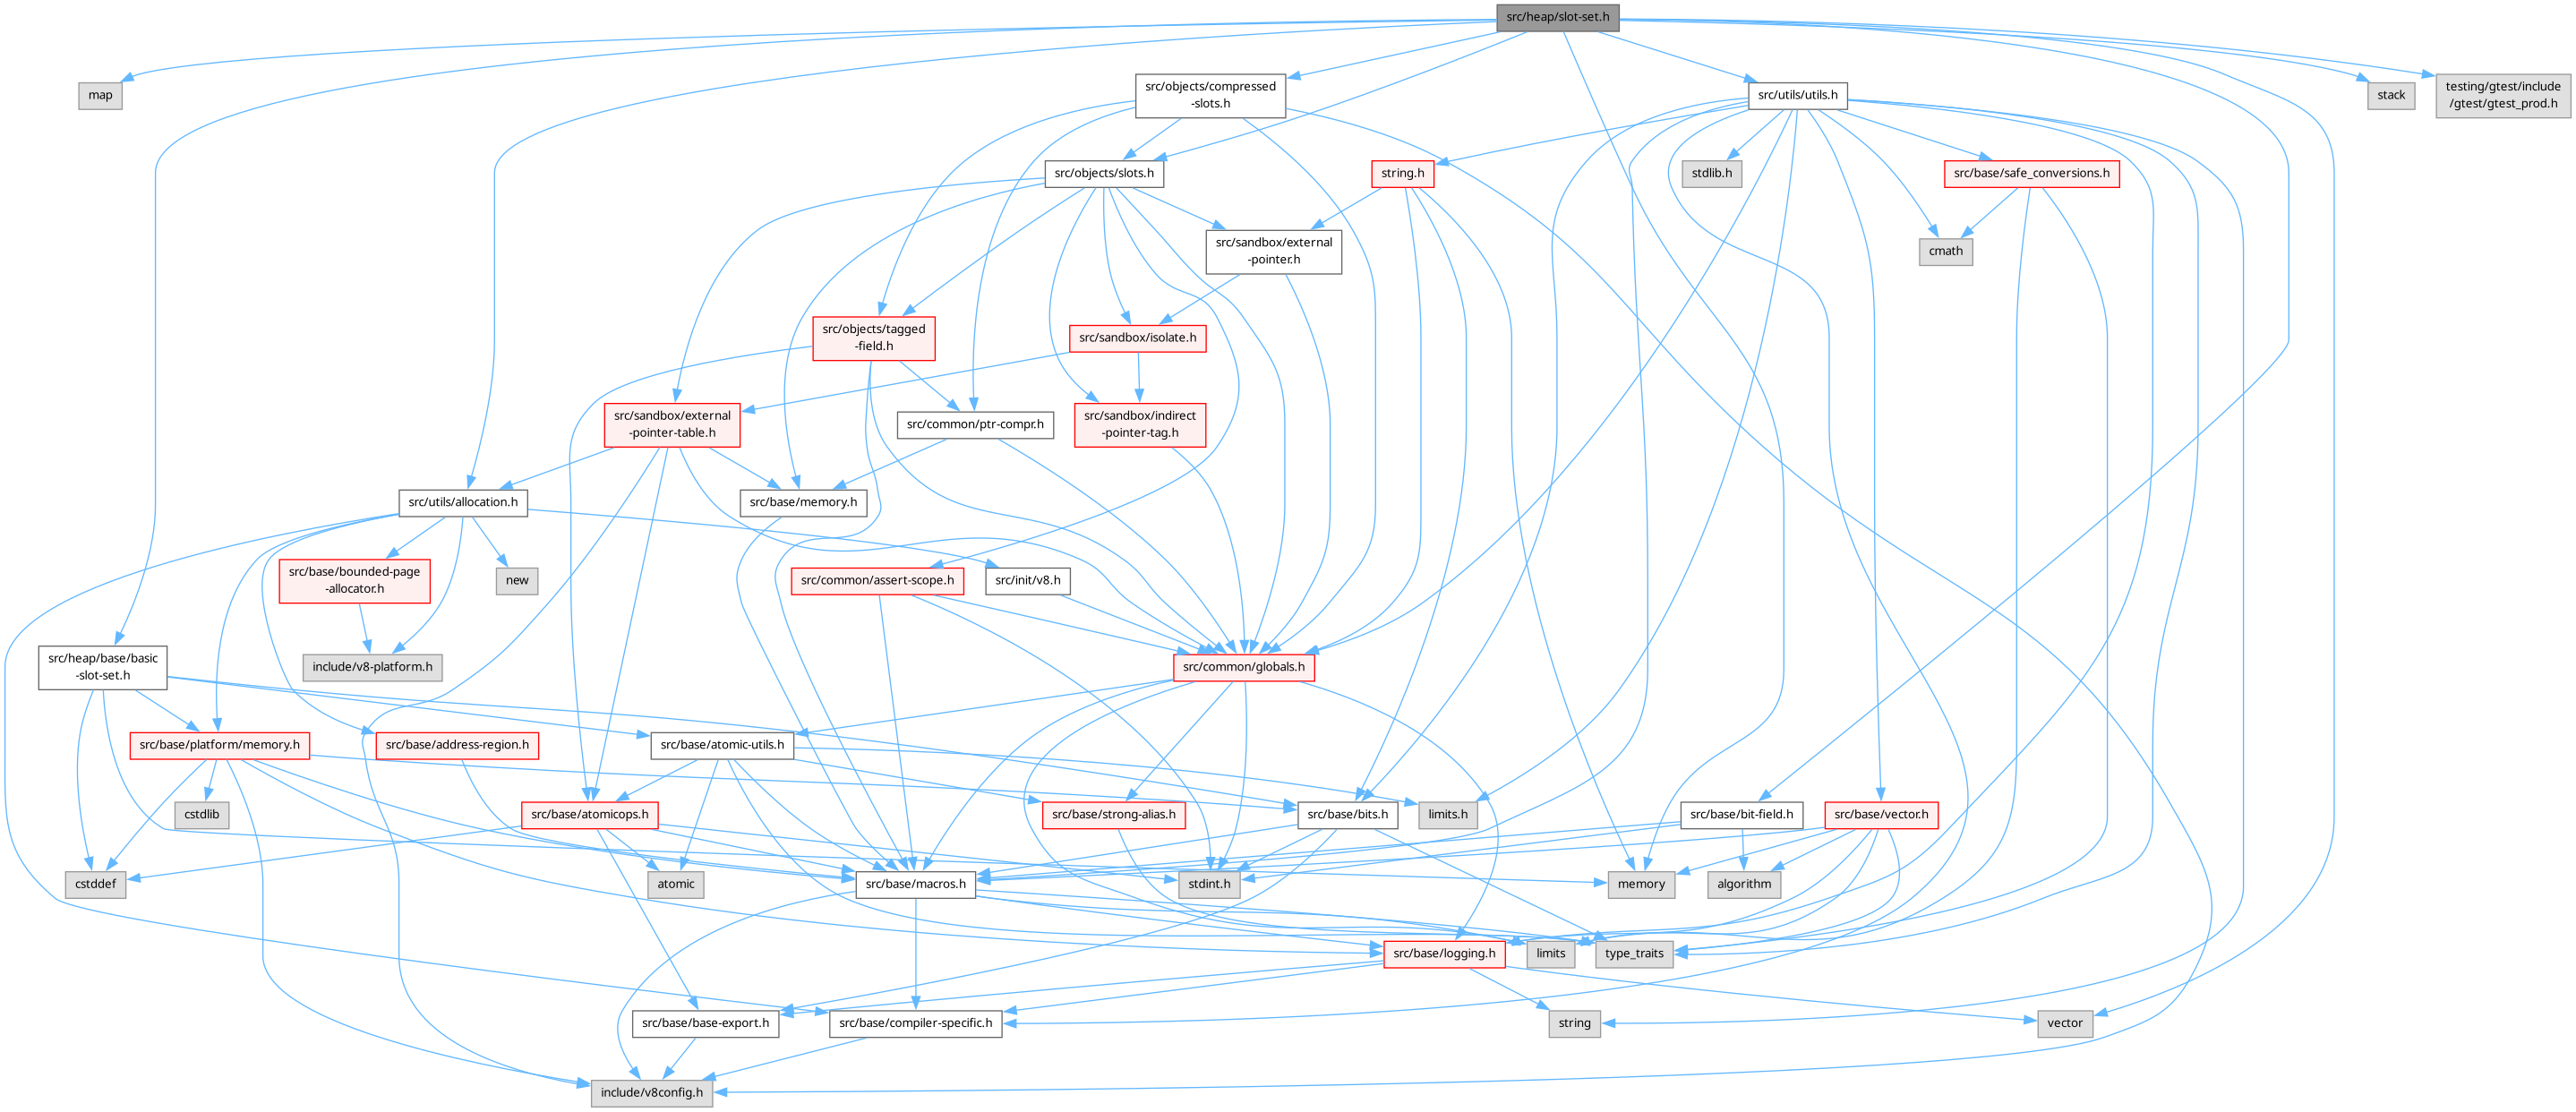 src/heap/slot-set.h
map
src/objects/compressed
-slots.h
src/utils/utils.h
stack
testing/gtest/include
/gtest/gtest_prod.h
src/objects/slots.h
string.h
stdlib.h
src/base/safe_conversions.h
src/sandbox/external
-pointer.h
cmath
src/objects/tagged
-field.h
src/sandbox/isolate.h
src/sandbox/external
-pointer-table.h
src/common/ptr-compr.h
src/sandbox/indirect
-pointer-tag.h
src/utils/allocation.h
src/base/memory.h
src/base/bounded-page
-allocator.h
new
src/common/assert-scope.h
src/init/v8.h
src/heap/base/basic
-slot-set.h
include/v8-platform.h
src/common/globals.h
src/base/platform/memory.h
src/base/address-region.h
src/base/atomic-utils.h
cstdlib
src/base/atomicops.h
src/base/strong-alias.h
src/base/bits.h
limits.h
src/base/bit-field.h
src/base/vector.h
cstddef
atomic
src/base/macros.h
stdint.h
memory
algorithm
src/base/logging.h
limits
type_traits
src/base/base-export.h
src/base/compiler-specific.h
string
vector
include/v8config.h